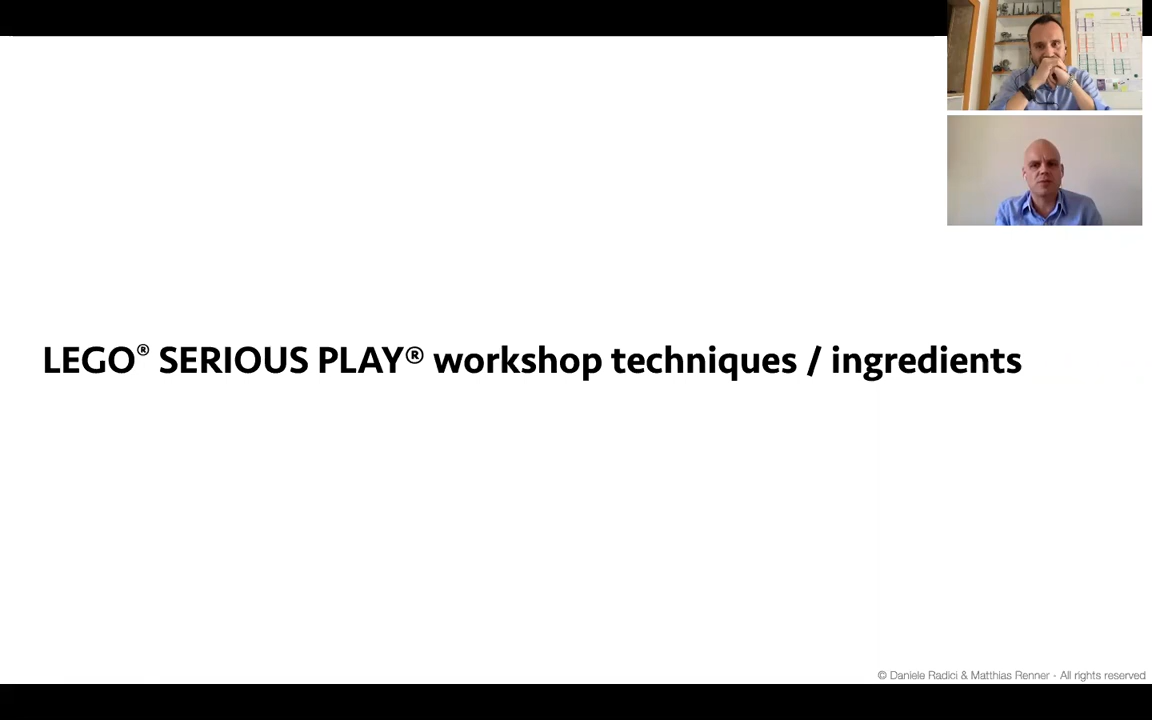 LEGO® SERIOUS PLAY® workshop techniques / ingredients
© Daniele Radici & Matthias Renner - All rights reserved